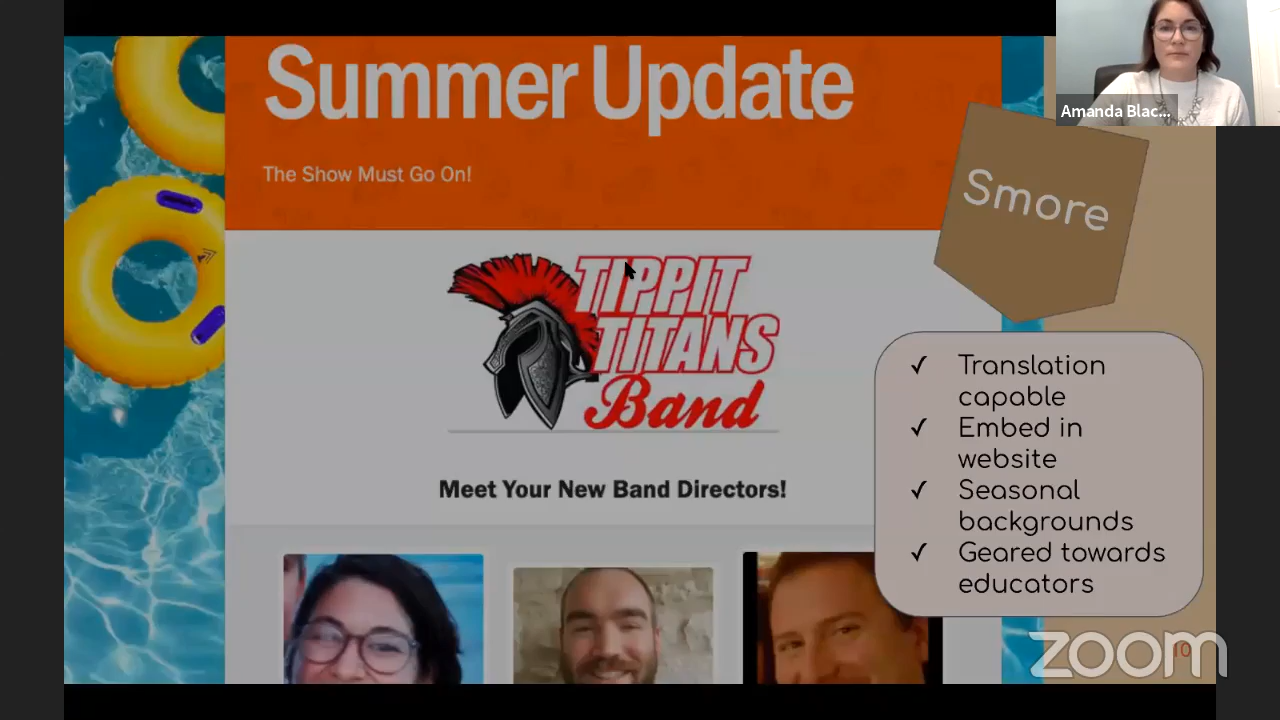 Summer Update
The Show Must Go On!
TIPPIT
TITANS
Band
Meet Your New Band Directors!
Amanda Blac...
Smore
✓ Translation
capable
✓ Embed in
website
✓ Seasonal
backgrounds
✓ Geared towards
educators
zoom
10